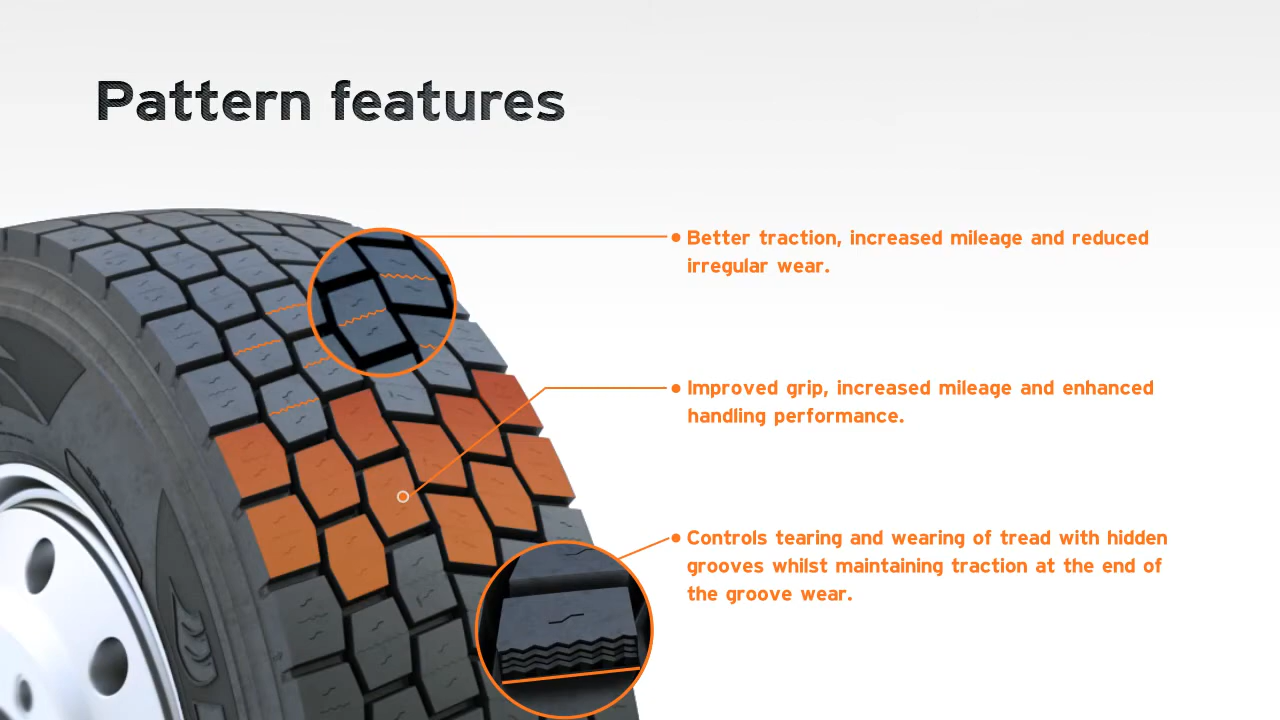 Pattern features
Better traction, increased mileage and reduced
irregular wear.
Improved grip, increased mileage and enhanced
handling performance.
Controls tearing and wearing of tread with hidden
grooves whilst maintaining traction at the end of
the groove wear.